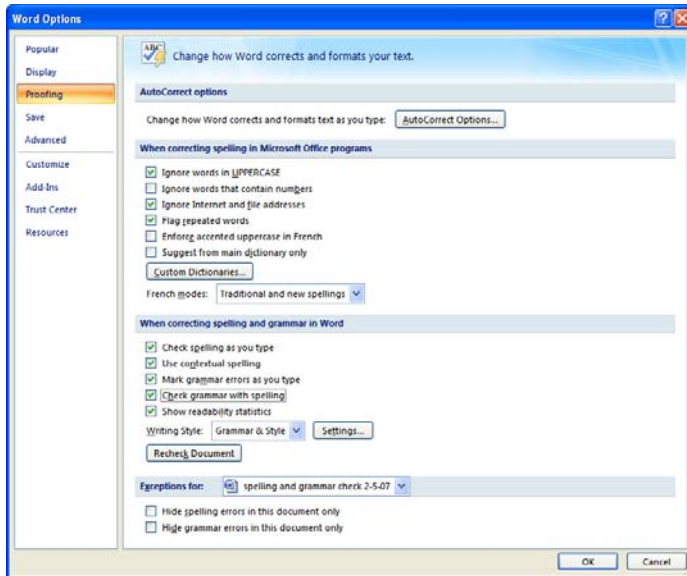 Word Options
Popular
Display
Proofing
Save
Advanced
Customize
Add-Ins
Trust Center
Resources
ABC
Change how Word corrects and formats your text.
AutoCorrect options
Change how Word corrects and formats text as you type: AutoCorrect Options...
When correcting spelling in Microsoft Office programs
Ignore words in UPPERCASE
Ignore words that contain numbers
Ignore Internet and file addresses
Flag repeated words
Enforce accented uppercase in French
Suggest from main dictionary only
Custom Dictionaries...
French modes: Traditional and new spellings
When correcting spelling and grammar in Word
Check spelling as you type
Use contextual spelling
Mark grammar errors as you type
Check grammar with spelling
Show readability statistics
Writing Style: Grammar & Style Settings...
Recheck Document
Exceptions for: spelling and grammar check 2-5-07
Hide spelling errors in this document only
Hide grammar errors in this document only
OK Cancel